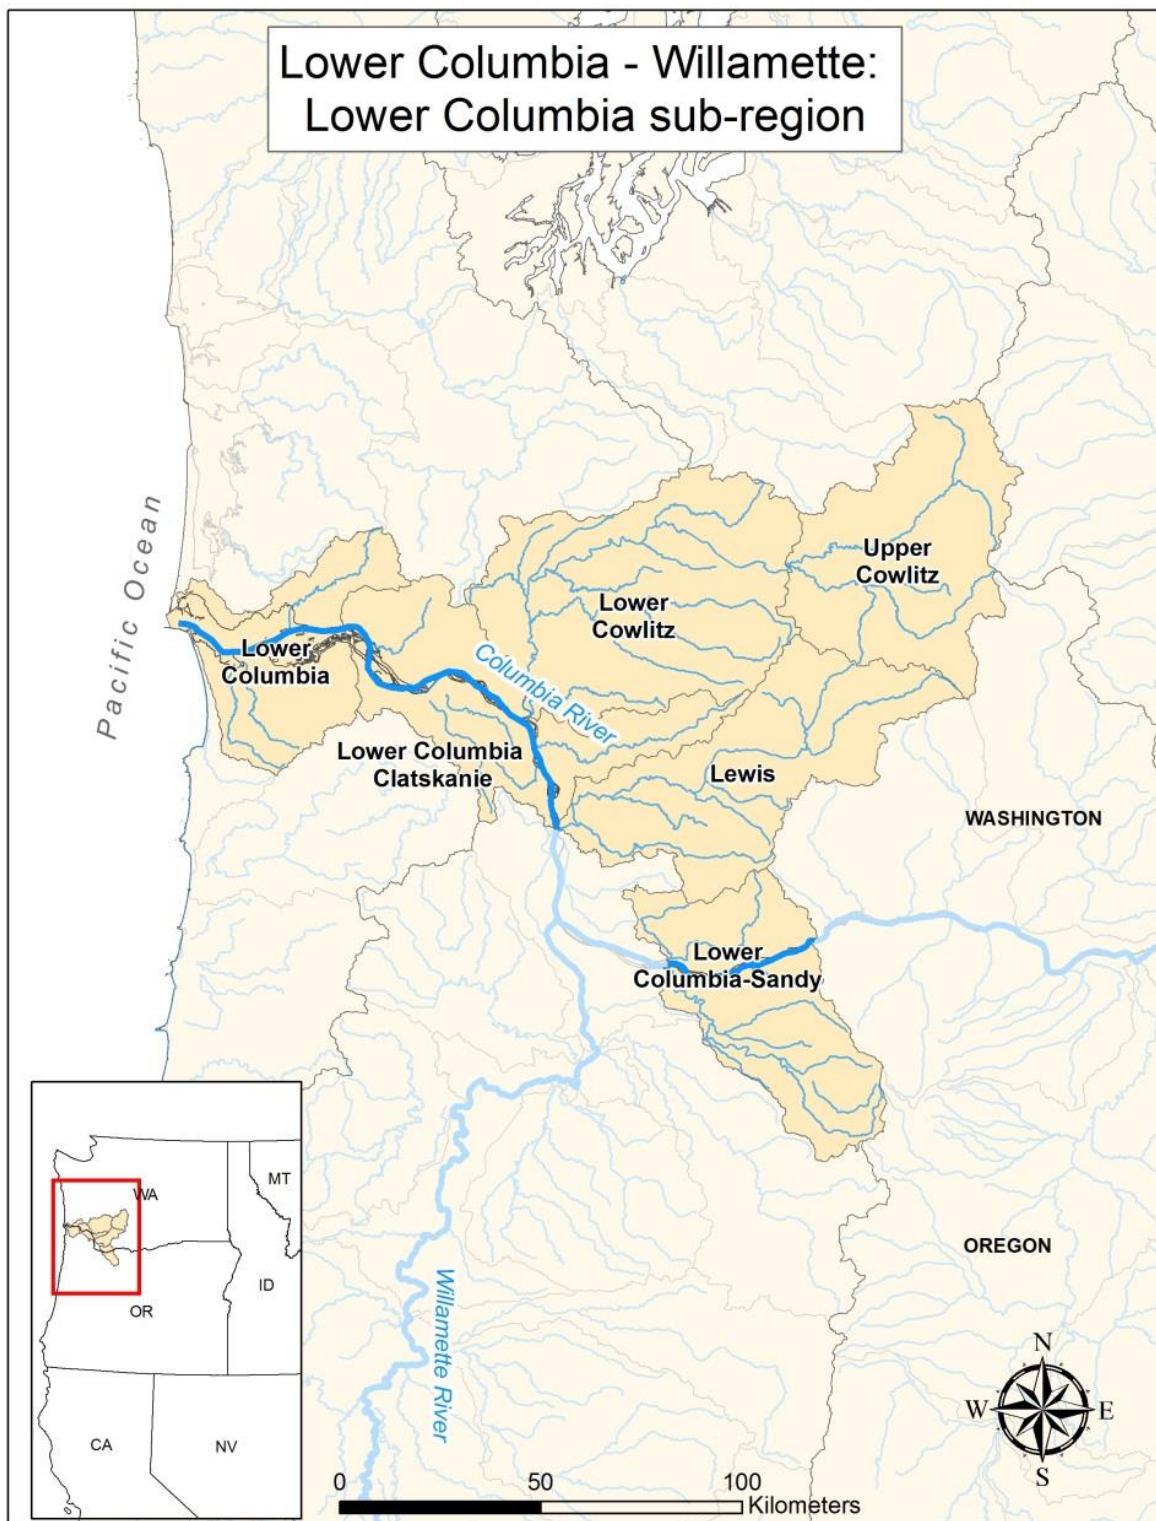 Lower Columbia - Willamette:
Lower Columbia sub-region
Pacific Ocean
Upper
Cowlitz
Lower
Cowlitz
Lower
Columbia
Columbia River
Lower Columbia
Clatskanie
Lewis
WASHINGTON
Lower
Columbia-Sandy
OREGON
Willamette River
WA
MT
ID
OR
CA
NV
N
W
E
S
0
50
100
Kilometers